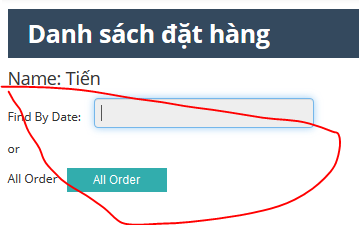 Danh sách đặt hàng
Name: Tiến
Find By Date:
or
All Order All Order